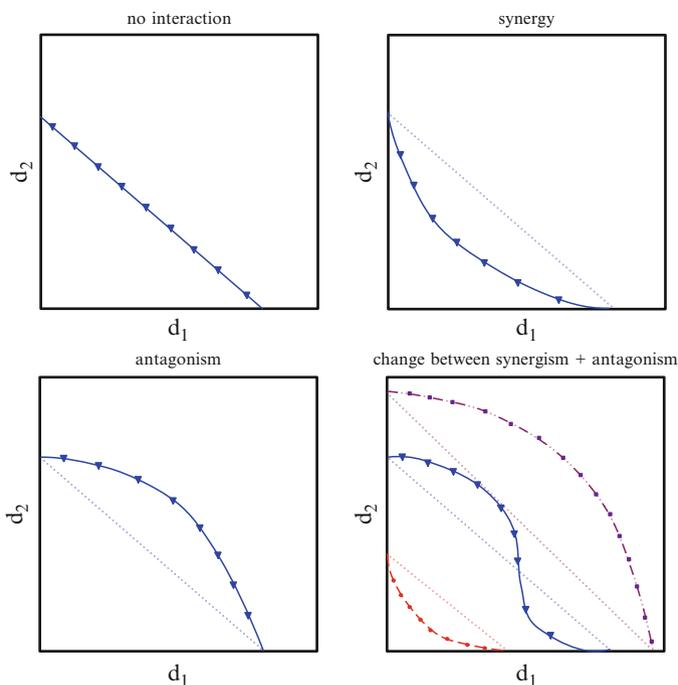 no interaction
synergy
d2
d2
d1
d1
antagonism
change between synergism + antagonism
d2
d2
d1
d1